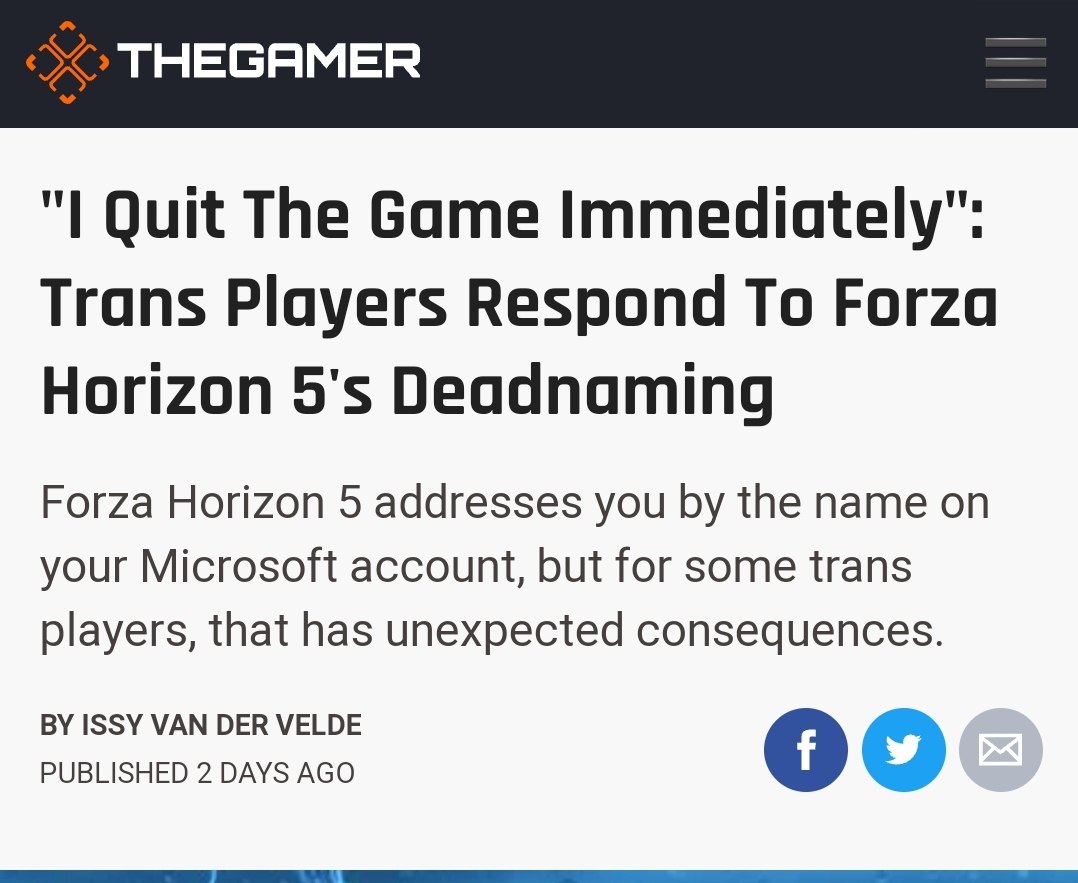 THEGAMER
"I Quit The Game Immediately":
Trans Players Respond To Forza
Horizon 5's Deadnaming
Forza Horizon 5 addresses you by the name on
your Microsoft account, but for some trans
players, that has unexpected consequences.
BY ISSY VAN DER VELDE
PUBLISHED 2 DAYS AGO